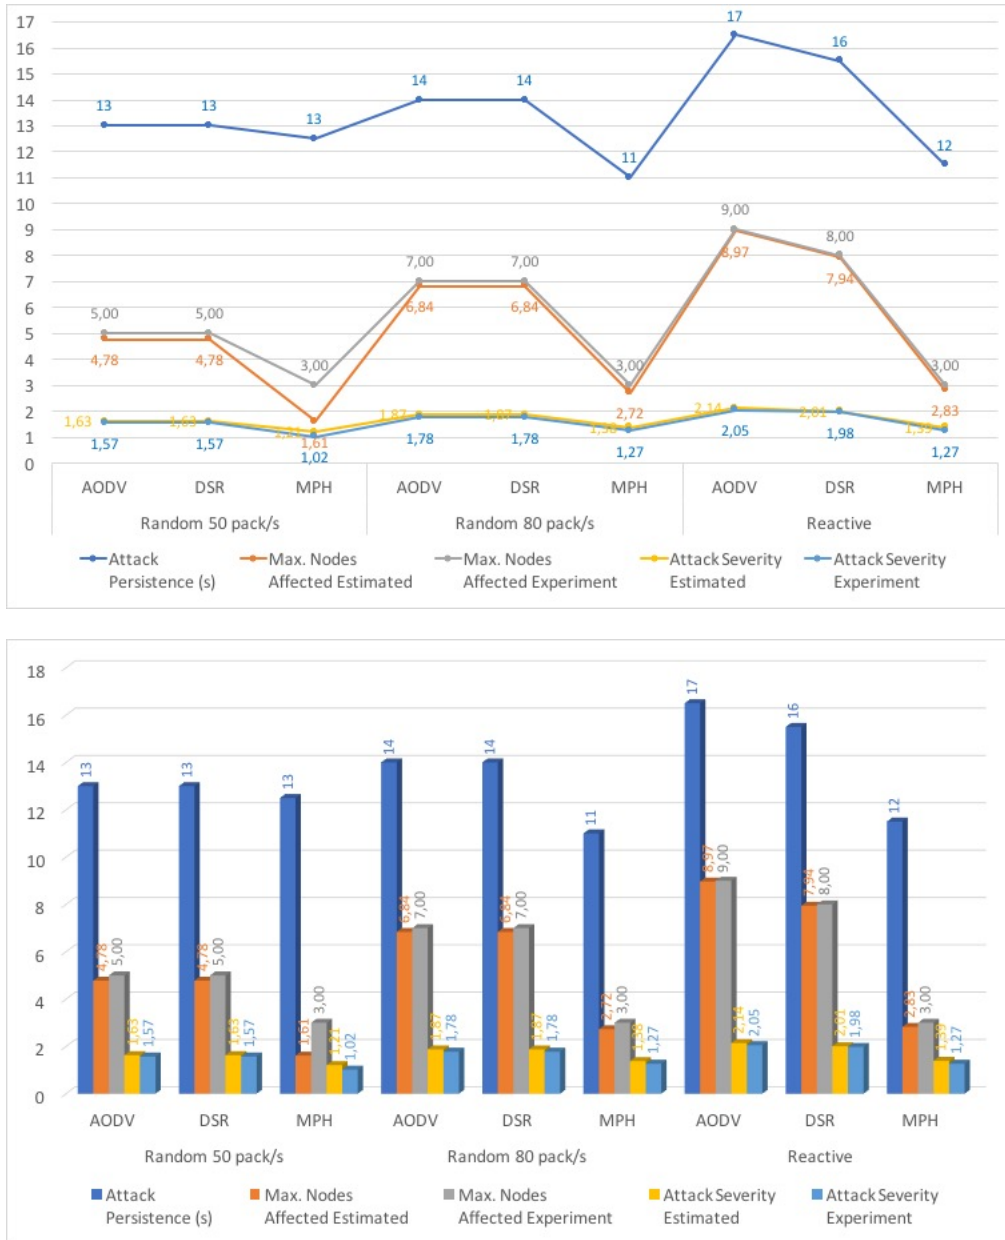 17
16
15
14
13
12
11
10
9
8
7
6
5
4
3
2
1
0
13 13 13 14 14 11 17 16 12
5,00 5,00 3,00 7,00 7,00 3,00 9,00 8,00 3,00
4,78 4,78 1,61 6,84 6,84 2,72 8,97 7,94 2,83
1,63 1,63 1,87 1,87 1,38 2,14 2,01 1,39
1,57 1,57 1,02 1,78 1,78 1,27 2,05 1,98 1,27
AODV DSR MPH AODV DSR MPH AODV DSR MPH
Random 50 pack/s Random 80 pack/s Reactive
Attack Max. Nodes Max. Nodes Attack Severity Attack Severity
Persistence (s) Affected Estimated Affected Experiment Estimated Experiment
18
16
14
12
10
8
6
4
2
0
13 4,78 5,00 1,63 1,57
13 4,78 5,00 1,63 1,57
13 1,61 3,00 1,21 1,02
14 6,84 7,00 1,87 1,78
14 6,84 7,00 1,87 1,78
11 2,72 3,00 1,38 1,27
17 8,97 9,00 2,14 2,05
16 7,94 8,00 2,01 1,98
12 2,83 3,00 1,39 1,27
AODV DSR MPH AODV DSR MPH AODV DSR MPH
Random 50 pack/s Random 80 pack/s Reactive
Attack Max. Nodes Max. Nodes Attack Severity Attack Severity
Persistence (s) Affected Estimated Affected Experiment Estimated Experiment